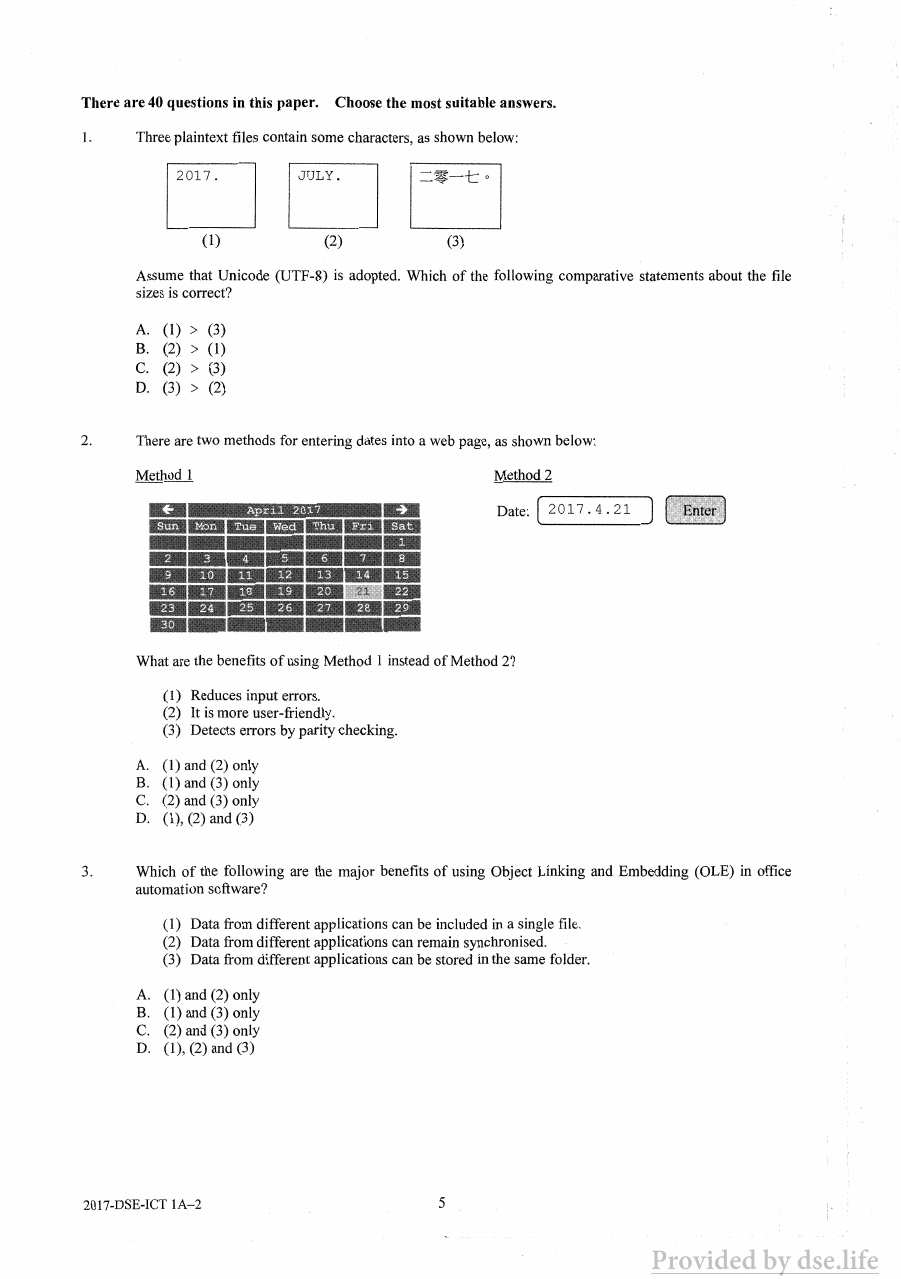 There are 40 questions in this paper. Choose the most suitable answers.
1. Three plaintext files contain some characters, as shown below:
2017. JULY. 二零一七。
(1) (2) (3)
Assume that Unicode (UTF-8) is adopted. Which of the following comparative statements about the file
sizes is correct?
A. (1) > (3)
B. (2) > (1)
C. (2) > (3)
D. (3) > (2)
2. There are two methods for entering dates into a web page, as shown below:
Method 1 Method 2
← April 2017 →
Date: 2017.4.21 Enter
Sun Mon Tue Wed Thu Fri Sat
1
2 3 4 5 6 7 8
9 10 11 12 13 14 15
16 17 18 19 20 21 22
23 24 25 26 27 28 29
30
What are the benefits of using Method 1 instead of Method 2?
(1) Reduces input errors.
(2) It is more user-friendly.
(3) Detects errors by parity checking.
A. (1) and (2) only
B. (1) and (3) only
C. (2) and (3) only
D. (1), (2) and (3)
3. Which of the following are the major benefits of using Object Linking and Embedding (OLE) in office
automation software?
(1) Data from different applications can be included in a single file.
(2) Data from different applications can remain synchronised.
(3) Data from different applications can be stored in the same folder.
A. (1) and (2) only
B. (1) and (3) only
C. (2) and (3) only
D. (1), (2) and (3)
2017-DSE-ICT 1A–2 5
Provided by dse.life